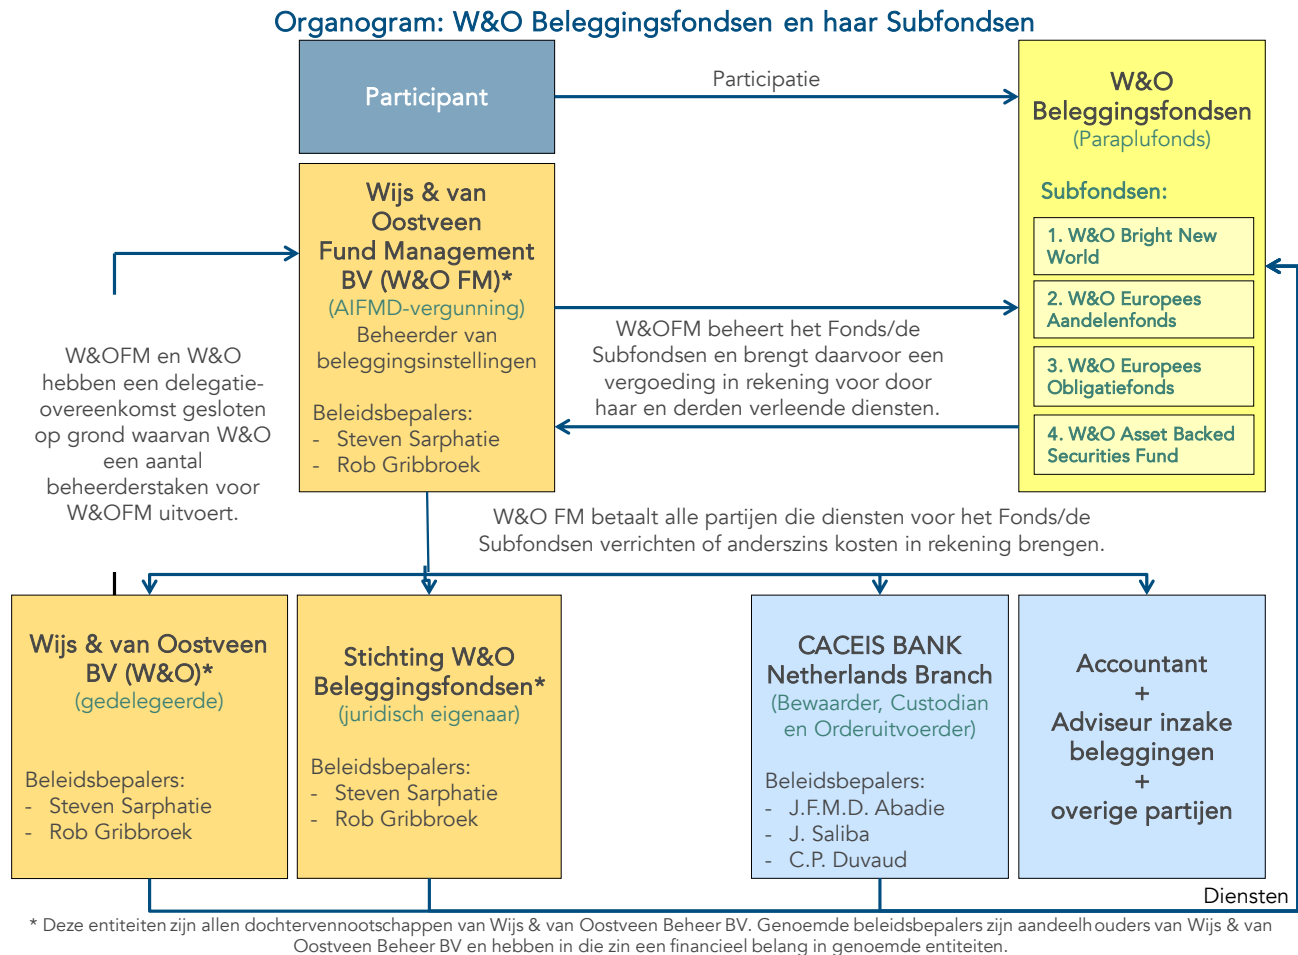 Organogram: W&O Beleggingsfondsen en haar Subfondsen
Participant
Participatie
W&O
Beleggingsfondsen
(Paraplufonds)
Subfondsen:
1. W&O Bright New
World
2. W&O Europees
Aandelenfonds
3. W&O Europees
Obligatiefonds
4. W&O Asset Backed
Securities Fund
Wijs & van
Oostveen
Fund Management
BV (W&O FM)*
(AIFMD-vergunning)
Beheerder van
beleggingsinstellingen
Beleidsbepalers:
- Steven Sarphatie
- Rob Gribbroek
W&OFM beheert het Fonds/de
Subfondsen en brengt daarvoor een
vergoeding in rekening voor door
haar en derden verleende diensten.
W&OFM en W&O
hebben een delegatie-
overeenkomst gesloten
op grond waarvan W&O
een aantal
beheerderstaken voor
W&OFM uitvoert.
W&O FM betaalt alle partijen die diensten voor het Fonds/de
Subfondsen verrichten of anderszins kosten in rekening brengen.
Wijs & van Oostveen
BV (W&O)*
(gedelegeerde)
Beleidsbepalers:
- Steven Sarphatie
- Rob Gribbroek
Stichting W&O
Beleggingsfondsen*
(juridisch eigenaar)
Beleidsbepalers:
- Steven Sarphatie
- Rob Gribbroek
CACEIS BANK
Netherlands Branch
(Bewaarder, Custodian
en Orderuitvoerder)
Beleidsbepalers:
- J.F.M.D. Abadie
- J. Saliba
- C.P. Duvaud
Accountant
+
Adviseur inzake
beleggingen
+
overige partijen
Diensten
* Deze entiteiten zijn allen dochtervennootschappen van Wijs & van Oostveen Beheer BV. Genoemde beleidsbepalers zijn aandeelhouders van Wijs & van
Oostveen Beheer BV en hebben in die zin een financieel belang in genoemde entiteiten.